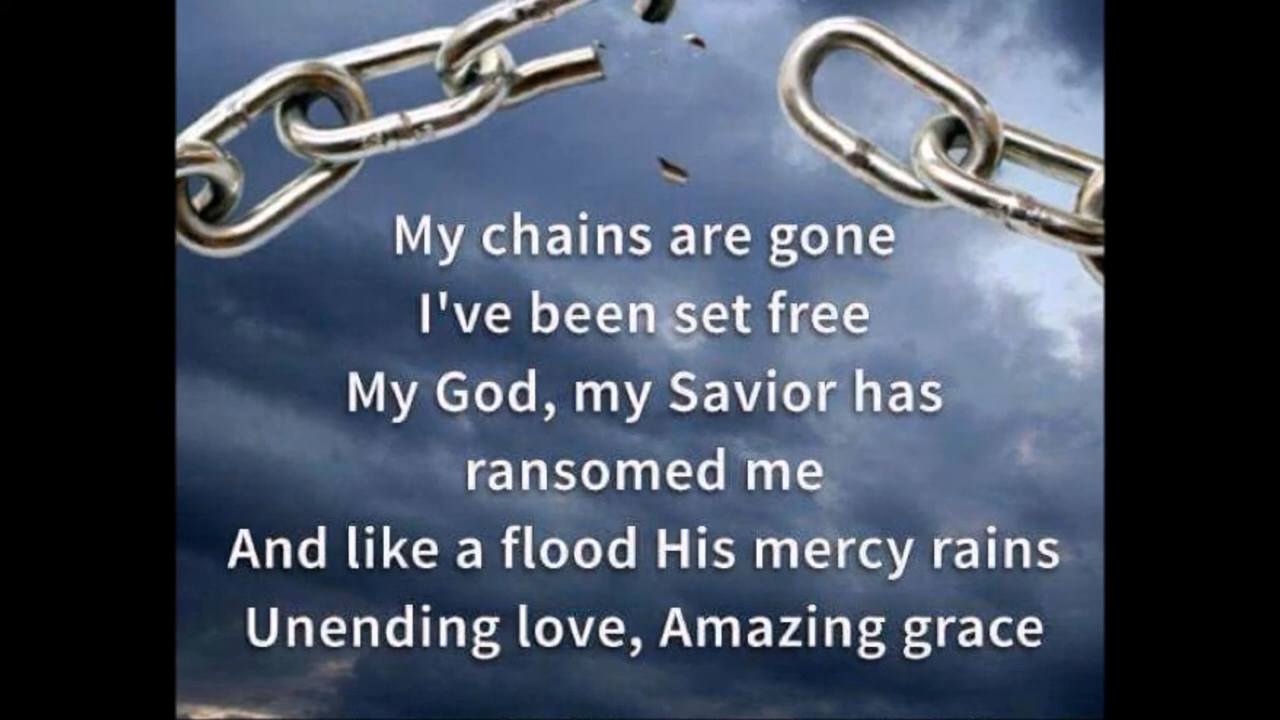 My chains are gone
I've been set free
My God, my Savior has
ransomed me
And like a flood His mercy rains
Unending love, Amazing grace